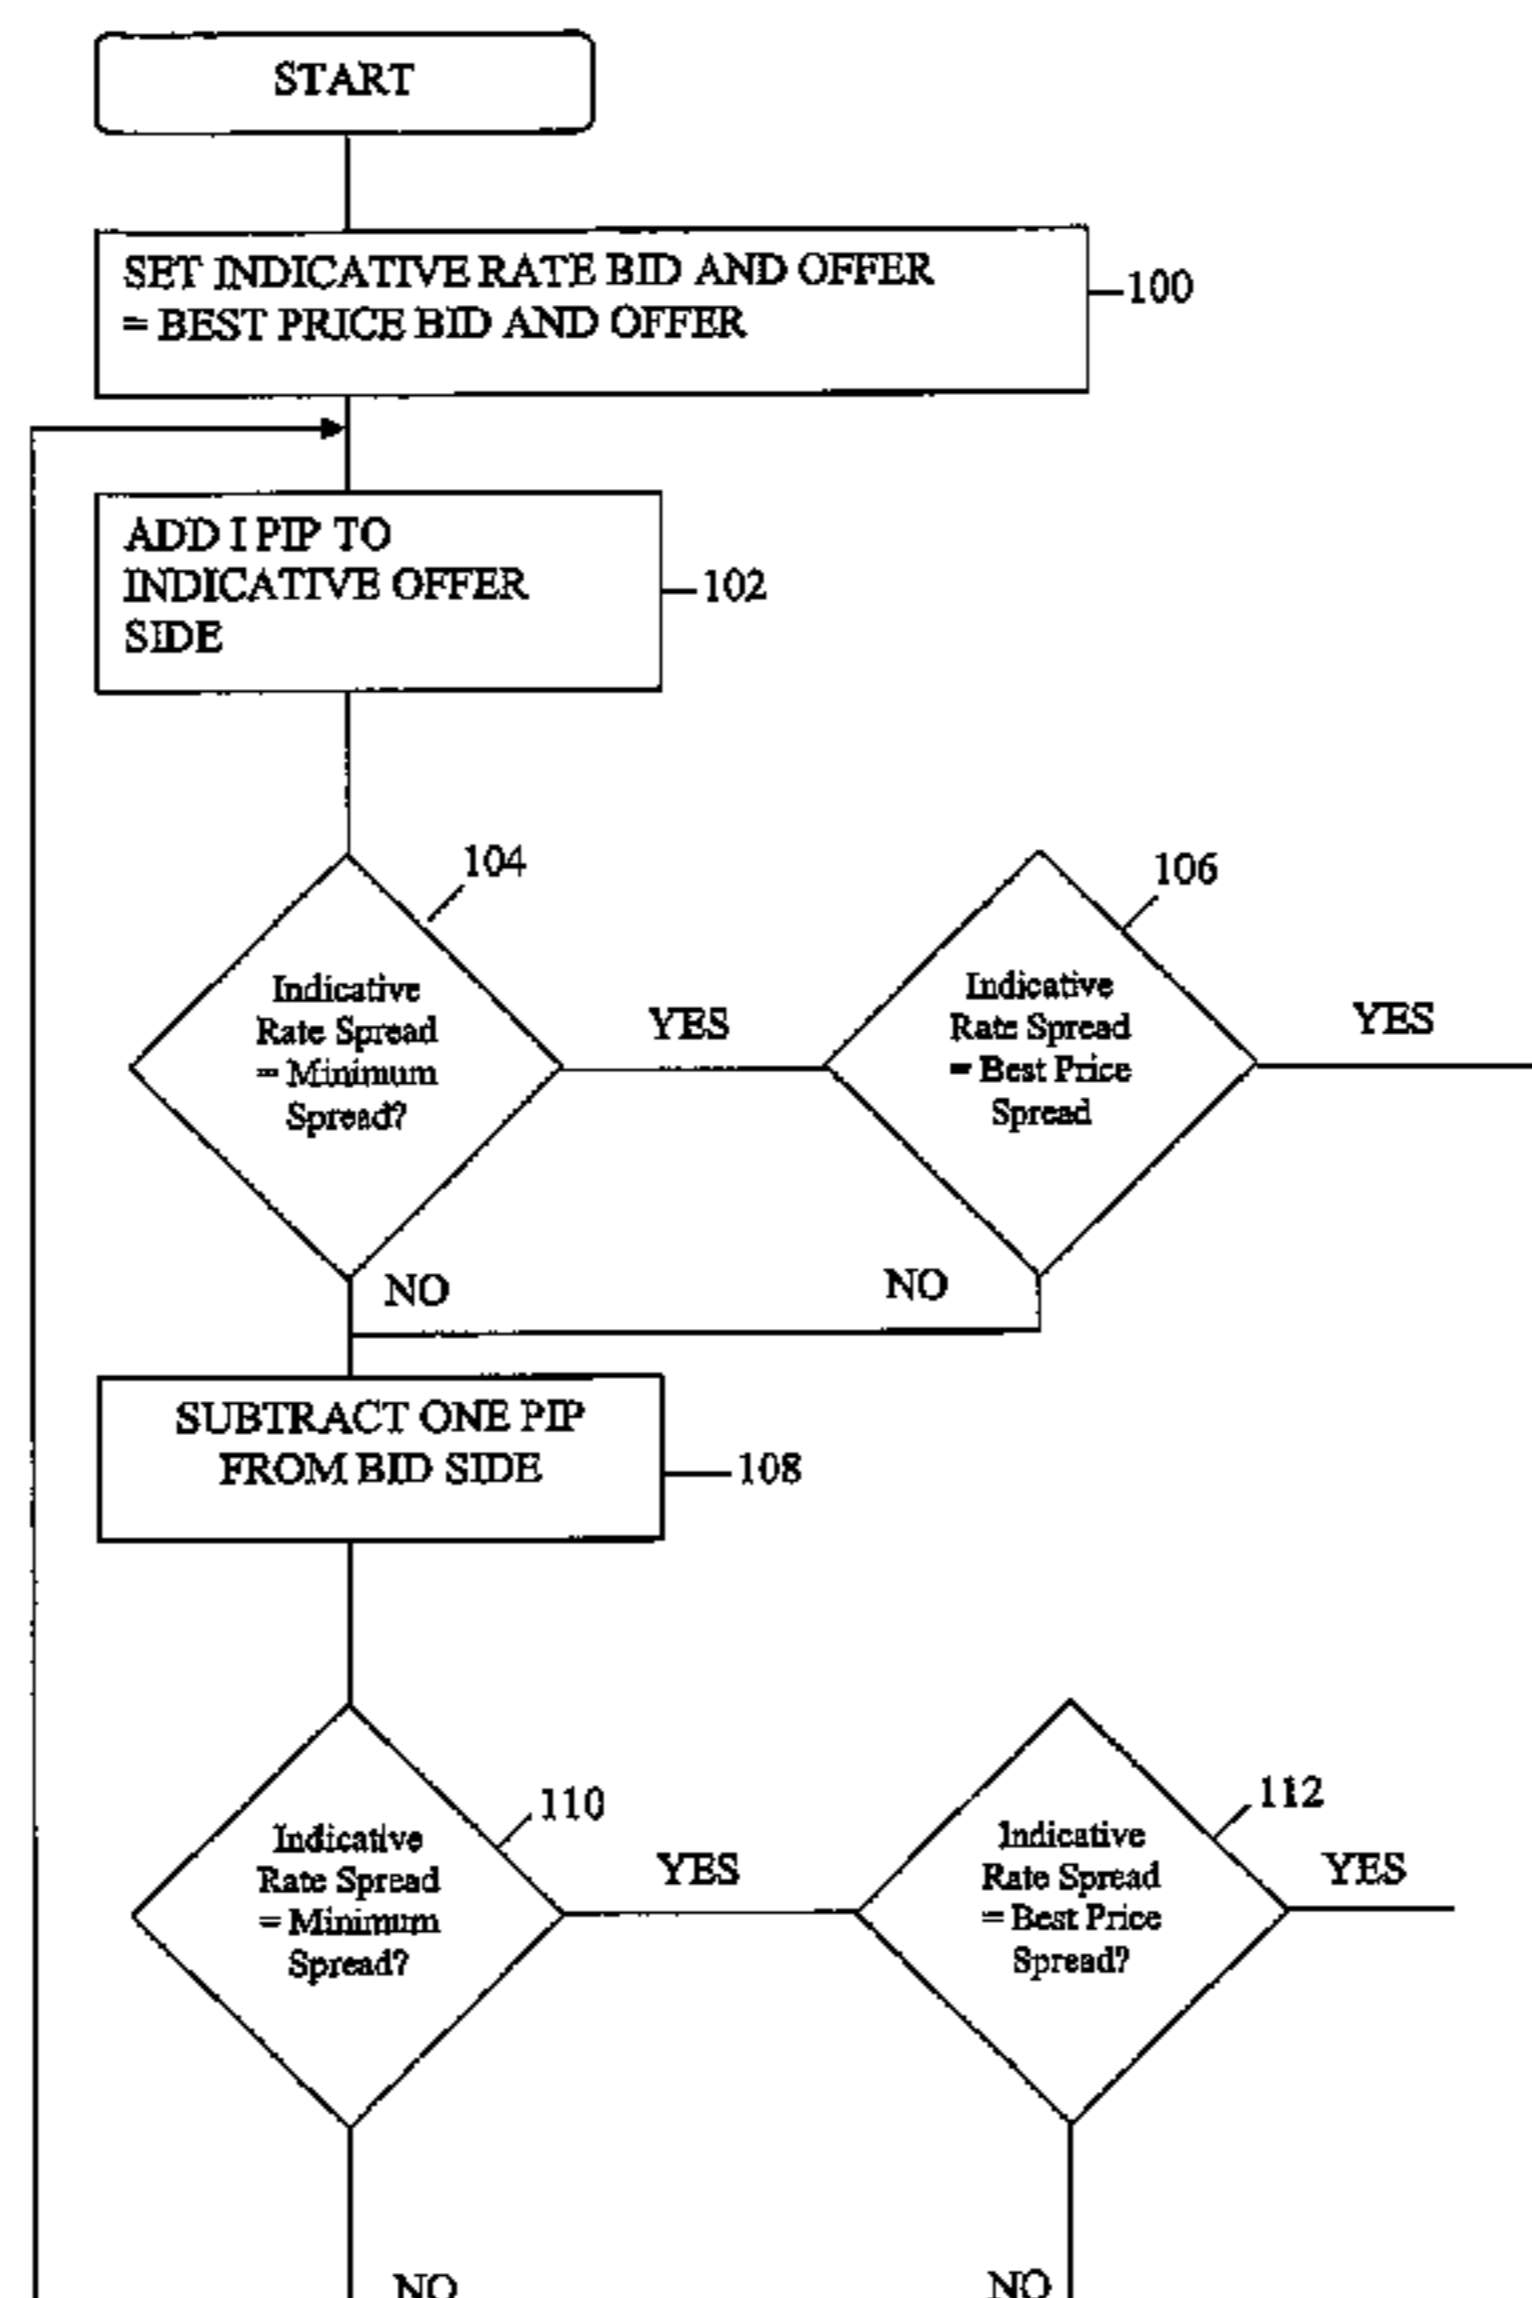 START
SET INDICATIVE RATE BID AND OFFER
= BEST PRICE BID AND OFFER
100
ADD I PIP TO
INDICATIVE OFFER
SIDE
102
104
Indicative
Rate Spread
= Minimum
Spread?
YES
106
Indicative
Rate Spread
= Best Price
Spread
YES
NO
NO
SUBTRACT ONE PIP
FROM BID SIDE
108
110
Indicative
Rate Spread
= Minimum
Spread?
YES
112
Indicative
Rate Spread
= Best Price
Spread?
YES
NO
NO